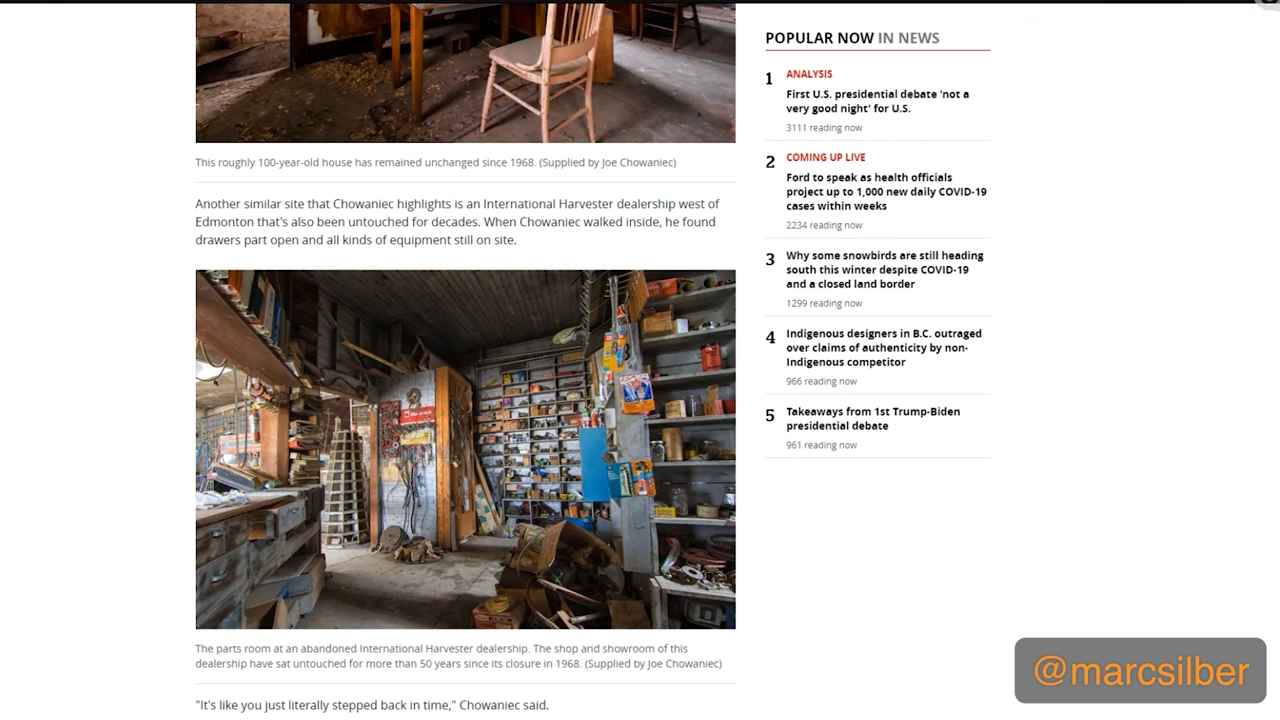 This roughly 100-year-old house has remained unchanged since 1968. (Supplied by Joe Chowaniec)
Another similar site that Chowaniec highlights is an International Harvester dealership west of
Edmonton that's also been untouched for decades. When Chowaniec walked inside, he found
drawers part open and all kinds of equipment still on site.
The parts room at an abandoned International Harvester dealership. The shop and showroom of this
dealership have sat untouched for more than 50 years since its closure in 1968. (Supplied by Joe Chowaniec)
"It's like you just literally stepped back in time," Chowaniec said.
POPULAR NOW IN NEWS
1 ANALYSIS
First U.S. presidential debate 'not a
very good night' for U.S.
3111 reading now
2 COMING UP LIVE
Ford to speak as health officials
project up to 1,000 new daily COVID-19
cases within weeks
2234 reading now
3 Why some snowbirds are still heading
south this winter despite COVID-19
and a closed land border
1299 reading now
4 Indigenous designers in B.C. outraged
over claims of authenticity by non-
Indigenous competitor
966 reading now
5 Takeaways from 1st Trump-Biden
presidential debate
961 reading now
@marcsilber